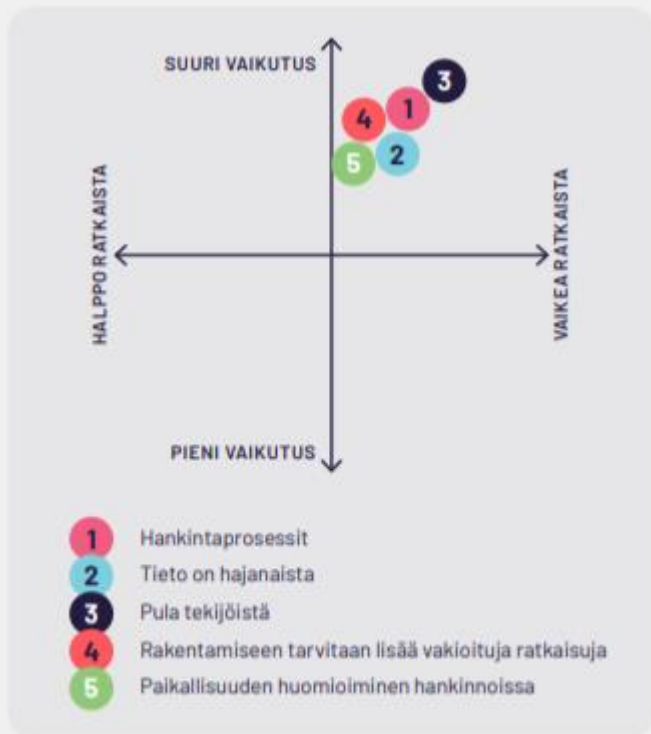 SUURI VAIKUTUS
3
1
4
2
5
HALPPO RATKAISTA
VAIKEA RATKAISTA
PIENI VAIKUTUS
1 Hankintaprosessit
2 Tieto on hajanaista
3 Pula tekijöistä
4 Rakentamiseen tarvitaan lisää vakioituja ratkaisuja
5 Paikallisuuden huomioiminen hankinnoissa